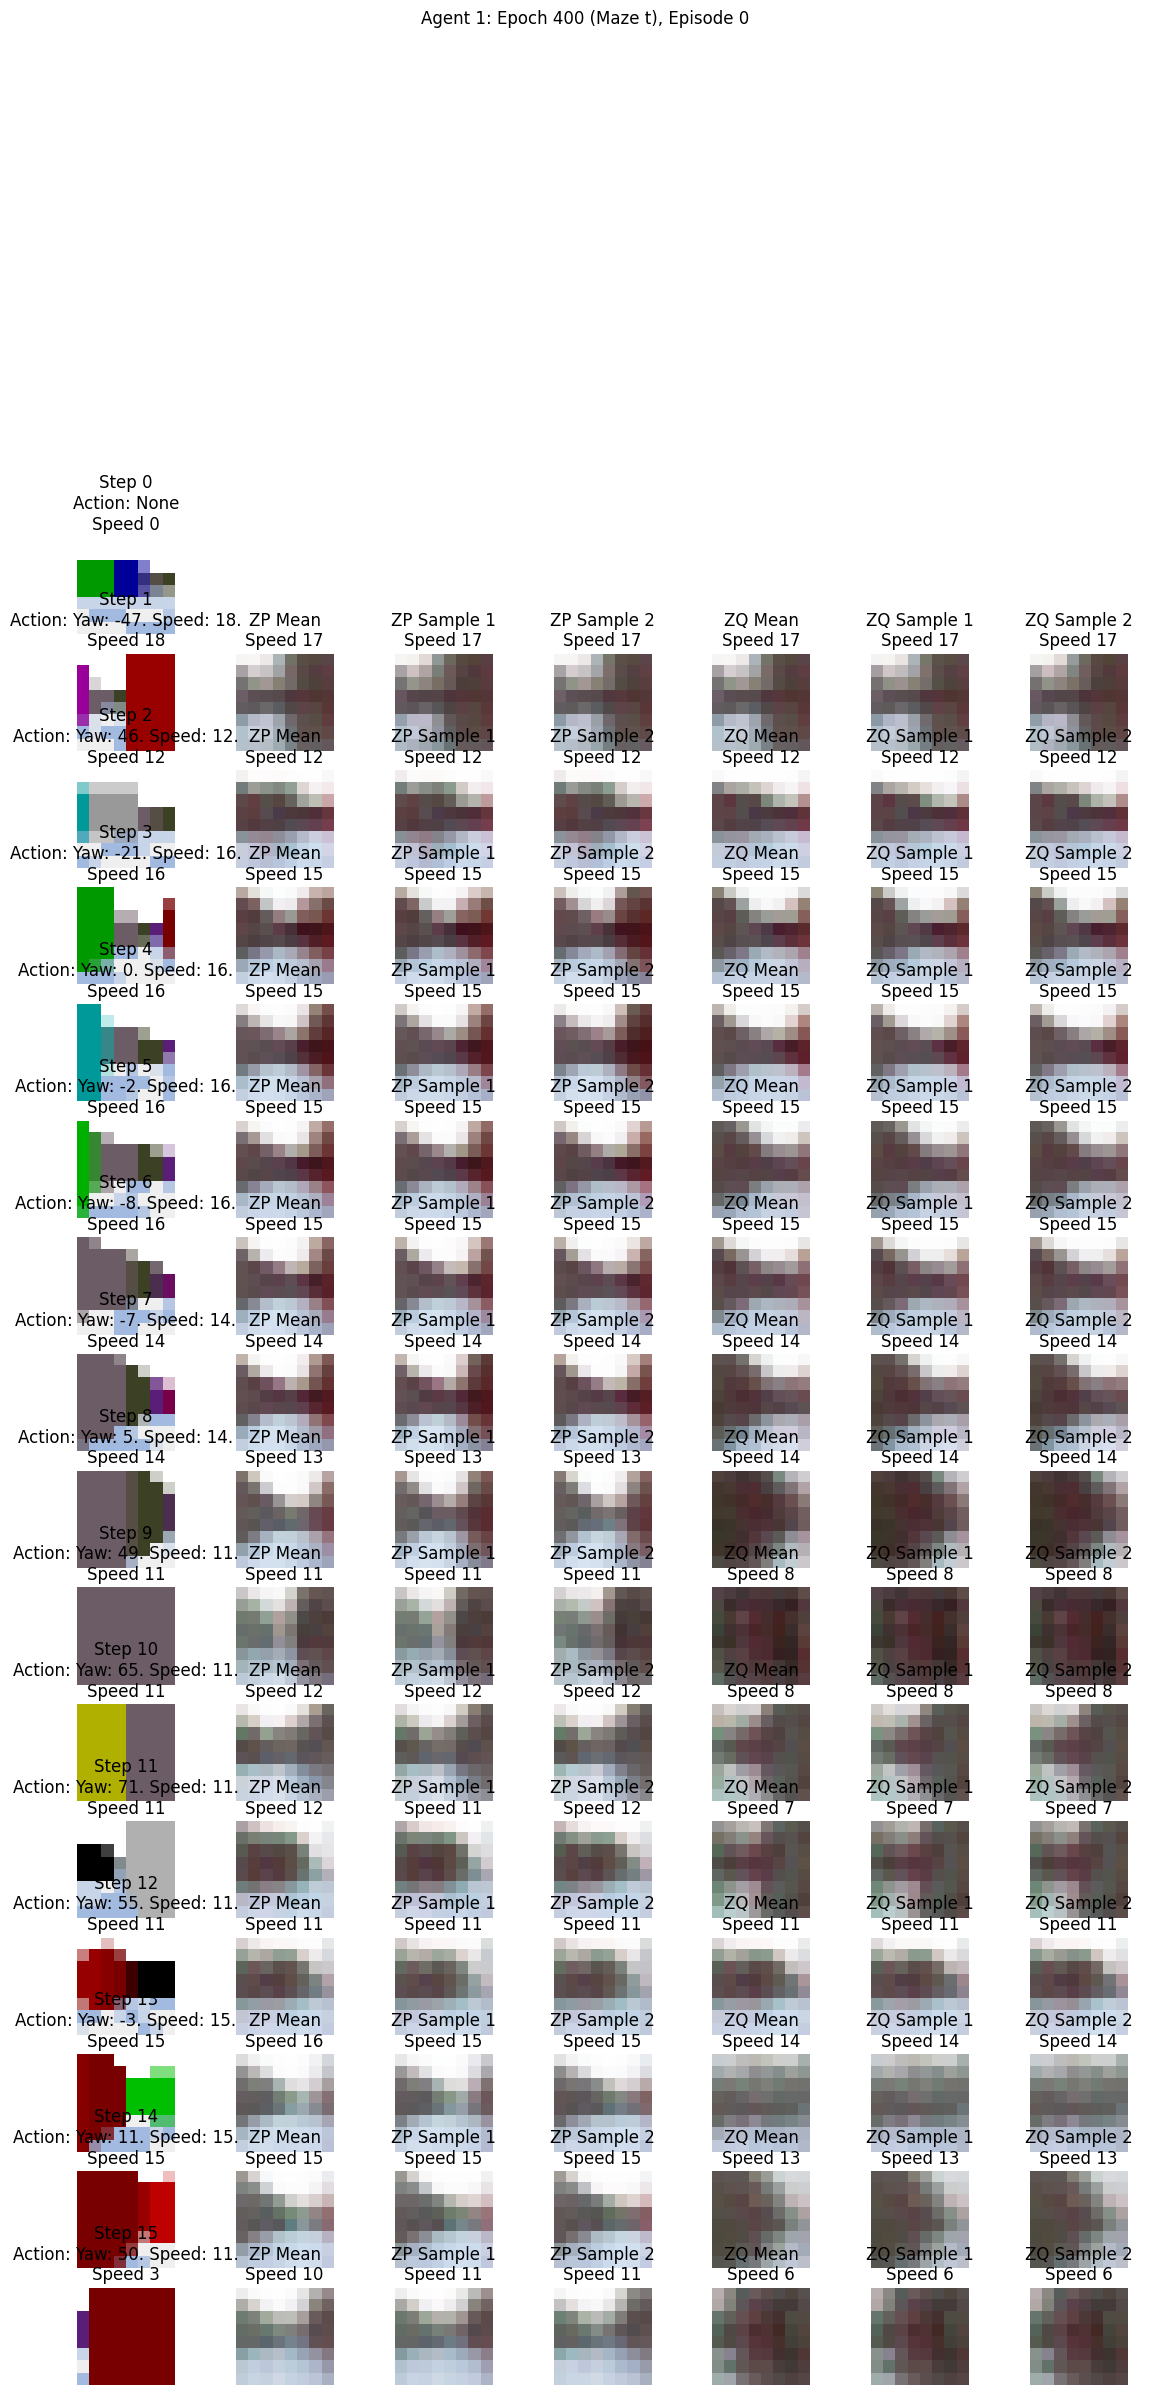 Agent 1: Epoch 400 (Maze t), Episode 0
Step 0
Action: None
Speed 0
Step 1
Action: Yaw: -47. Speed: 18. ZP Mean ZP Sample 1 ZP Sample 2 ZQ Mean ZQ Sample 1 ZQ Sample 2
Speed 18 Speed 17 Speed 17 Speed 17 Speed 17 Speed 17 Speed 17
Step 2
Action: Yaw: 46. Speed: 12. ZP Mean ZP Sample 1 ZP Sample 2 ZQ Mean ZQ Sample 1 ZQ Sample 2
Speed 12 Speed 12 Speed 12 Speed 12 Speed 12 Speed 12 Speed 12
Step 3
Action: Yaw: -21. Speed: 16. ZP Mean ZP Sample 1 ZP Sample 2 ZQ Mean ZQ Sample 1 ZQ Sample 2
Speed 16 Speed 15 Speed 15 Speed 15 Speed 15 Speed 15 Speed 15
Step 4
Action: Yaw: 0. Speed: 16. ZP Mean ZP Sample 1 ZP Sample 2 ZQ Mean ZQ Sample 1 ZQ Sample 2
Speed 16 Speed 15 Speed 15 Speed 15 Speed 15 Speed 15 Speed 15
Step 5
Action: Yaw: -2. Speed: 16. ZP Mean ZP Sample 1 ZP Sample 2 ZQ Mean ZQ Sample 1 ZQ Sample 2
Speed 16 Speed 15 Speed 15 Speed 15 Speed 15 Speed 15 Speed 15
Step 6
Action: Yaw: -8. Speed: 16. ZP Mean ZP Sample 1 ZP Sample 2 ZQ Mean ZQ Sample 1 ZQ Sample 2
Speed 16 Speed 15 Speed 15 Speed 15 Speed 15 Speed 15 Speed 15
Step 7
Action: Yaw: -7. Speed: 14. ZP Mean ZP Sample 1 ZP Sample 2 ZQ Mean ZQ Sample 1 ZQ Sample 2
Speed 14 Speed 14 Speed 14 Speed 14 Speed 14 Speed 14 Speed 14
Step 8
Action: Yaw: 5. Speed: 14. ZP Mean ZP Sample 1 ZP Sample 2 ZQ Mean ZQ Sample 1 ZQ Sample 2
Speed 14 Speed 13 Speed 13 Speed 13 Speed 14 Speed 14 Speed 14
Step 9
Action: Yaw: 49. Speed: 11. ZP Mean ZP Sample 1 ZP Sample 2 ZQ Mean ZQ Sample 1 ZQ Sample 2
Speed 11 Speed 11 Speed 11 Speed 11 Speed 8 Speed 8 Speed 8
Step 10
Action: Yaw: 65. Speed: 11. ZP Mean ZP Sample 1 ZP Sample 2 ZQ Mean ZQ Sample 1 ZQ Sample 2
Speed 11 Speed 12 Speed 12 Speed 12 Speed 8 Speed 8 Speed 8
Step 11
Action: Yaw: 71. Speed: 11. ZP Mean ZP Sample 1 ZP Sample 2 ZQ Mean ZQ Sample 1 ZQ Sample 2
Speed 11 Speed 12 Speed 11 Speed 12 Speed 7 Speed 7 Speed 7
Step 12
Action: Yaw: 55. Speed: 11. ZP Mean ZP Sample 1 ZP Sample 2 ZQ Mean ZQ Sample 1 ZQ Sample 2
Speed 11 Speed 11 Speed 11 Speed 11 Speed 11 Speed 11 Speed 11
Step 13
Action: Yaw: -3. Speed: 15. ZP Mean ZP Sample 1 ZP Sample 2 ZQ Mean ZQ Sample 1 ZQ Sample 2
Speed 15 Speed 16 Speed 15 Speed 15 Speed 14 Speed 14 Speed 14
Step 14
Action: Yaw: 11. Speed: 15. ZP Mean ZP Sample 1 ZP Sample 2 ZQ Mean ZQ Sample 1 ZQ Sample 2
Speed 15 Speed 15 Speed 15 Speed 15 Speed 13 Speed 13 Speed 13
Step 15
Action: Yaw: 50. Speed: 11. ZP Mean ZP Sample 1 ZP Sample 2 ZQ Mean ZQ Sample 1 ZQ Sample 2
Speed 3 Speed 10 Speed 11 Speed 11 Speed 6 Speed 6 Speed 6